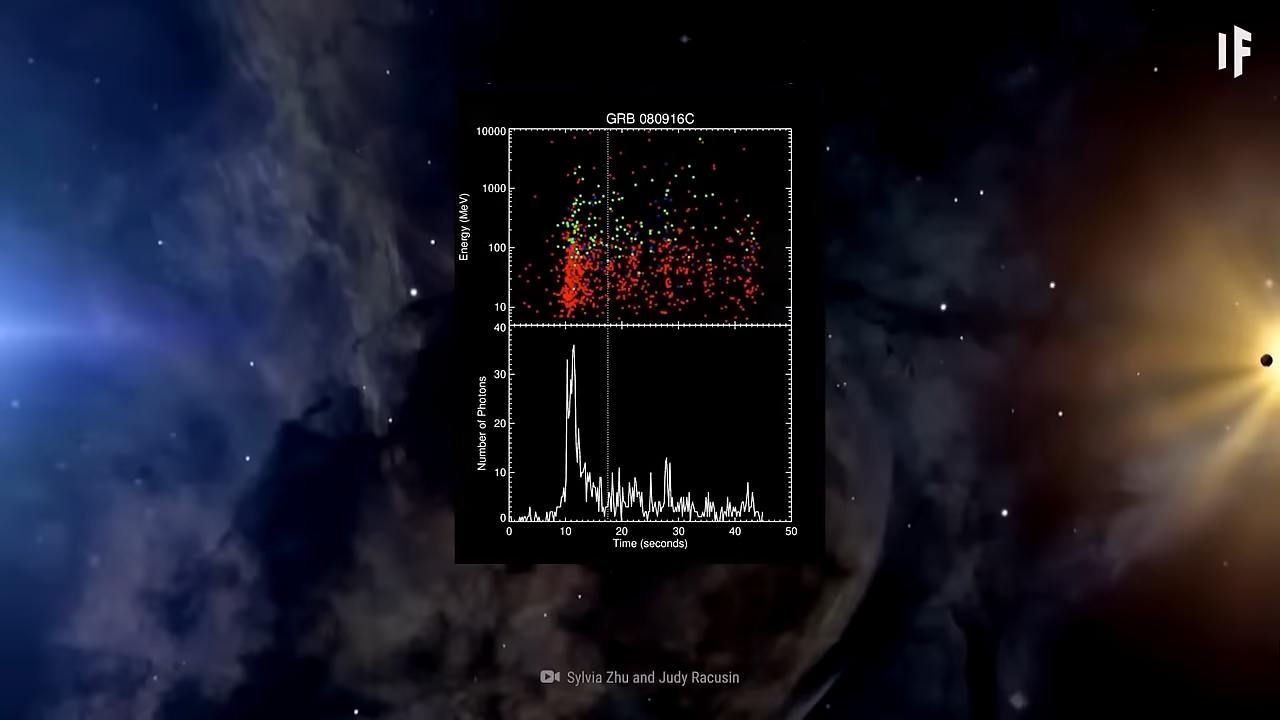 IF
GRB 080916C
10000
1000
100
10
Energy (MeV)
40
30
20
10
0
Number of Photons
0 10 20 30 40 50
Time (seconds)
Sylvia Zhu and Judy Racusin